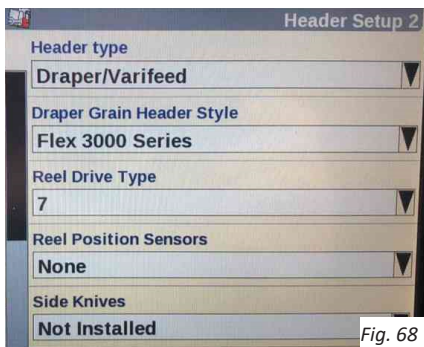 Header Setup 2
Header type
Draper/Varifeed
Draper Grain Header Style
Flex 3000 Series
Reel Drive Type
7
Reel Position Sensors
None
Side Knives
Not Installed
Fig. 68